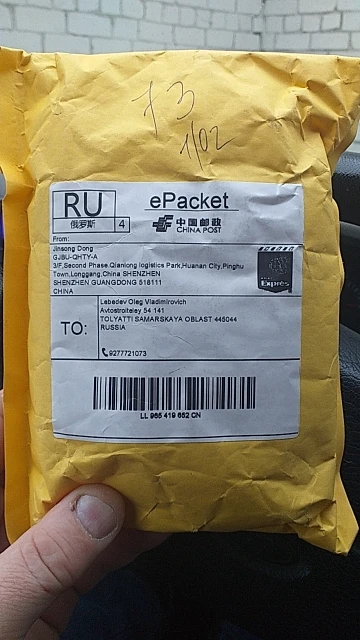 73
1/02
RU
俄罗斯
4
ePacket
中国邮政
CHINA POST
From:
Jinsong Dong
GJBU-QHTY-A
3/F,Second Phase.Qianlong logistics Park,Huanan City,Pinghu
Town,Longgang,China SHENZHEN
SHENZHEN GUANGDONG 518111
CHINA
Exprès
TO:
Lebedev Oleg Vladimirovich
Avtostroiteley 54 141
TOLYATTI SAMARSKAYA OBLAST 445044
RUSSIA
9277721073
LL 965 419 652 CN